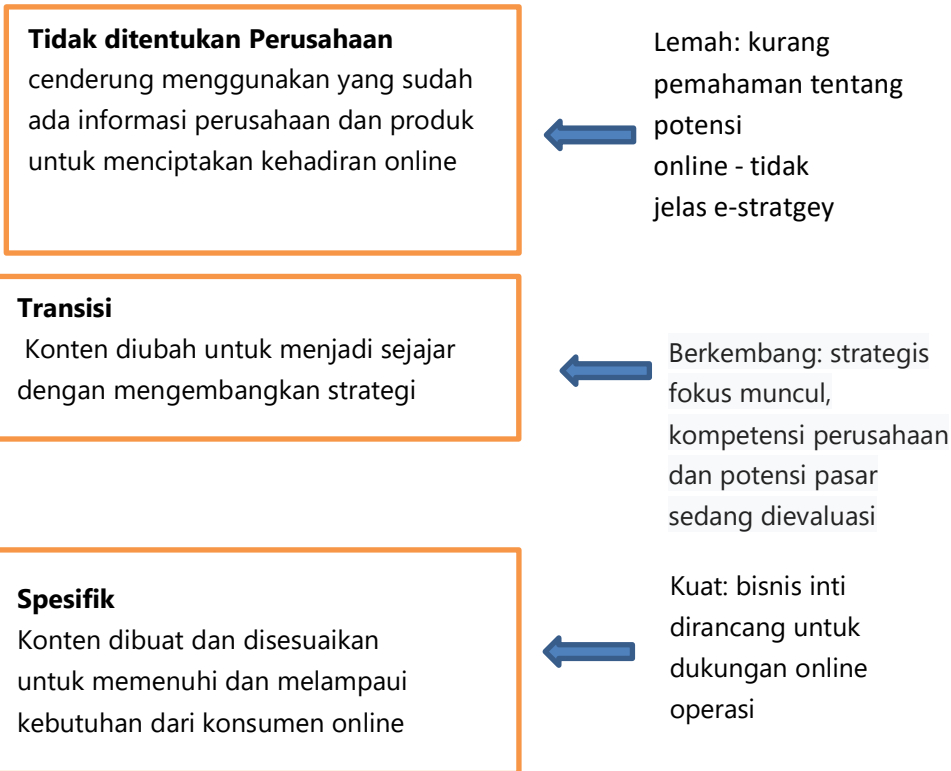 Tidak ditentukan Perusahaan
cenderung menggunakan yang sudah
ada informasi perusahaan dan produk
untuk menciptakan kehadiran online
Lemah: kurang
pemahaman tentang
potensi
online - tidak
jelas e-stratgey
Transisi
Konten diubah untuk menjadi sejajar
dengan mengembangkan strategi
Berkembang: strategis
fokus muncul,
kompetensi perusahaan
dan potensi pasar
sedang dievaluasi
Spesifik
Konten dibuat dan disesuaikan
untuk memenuhi dan melampaui
kebutuhan dari konsumen online
Kuat: bisnis inti
dirancang untuk
dukungan online
operasi